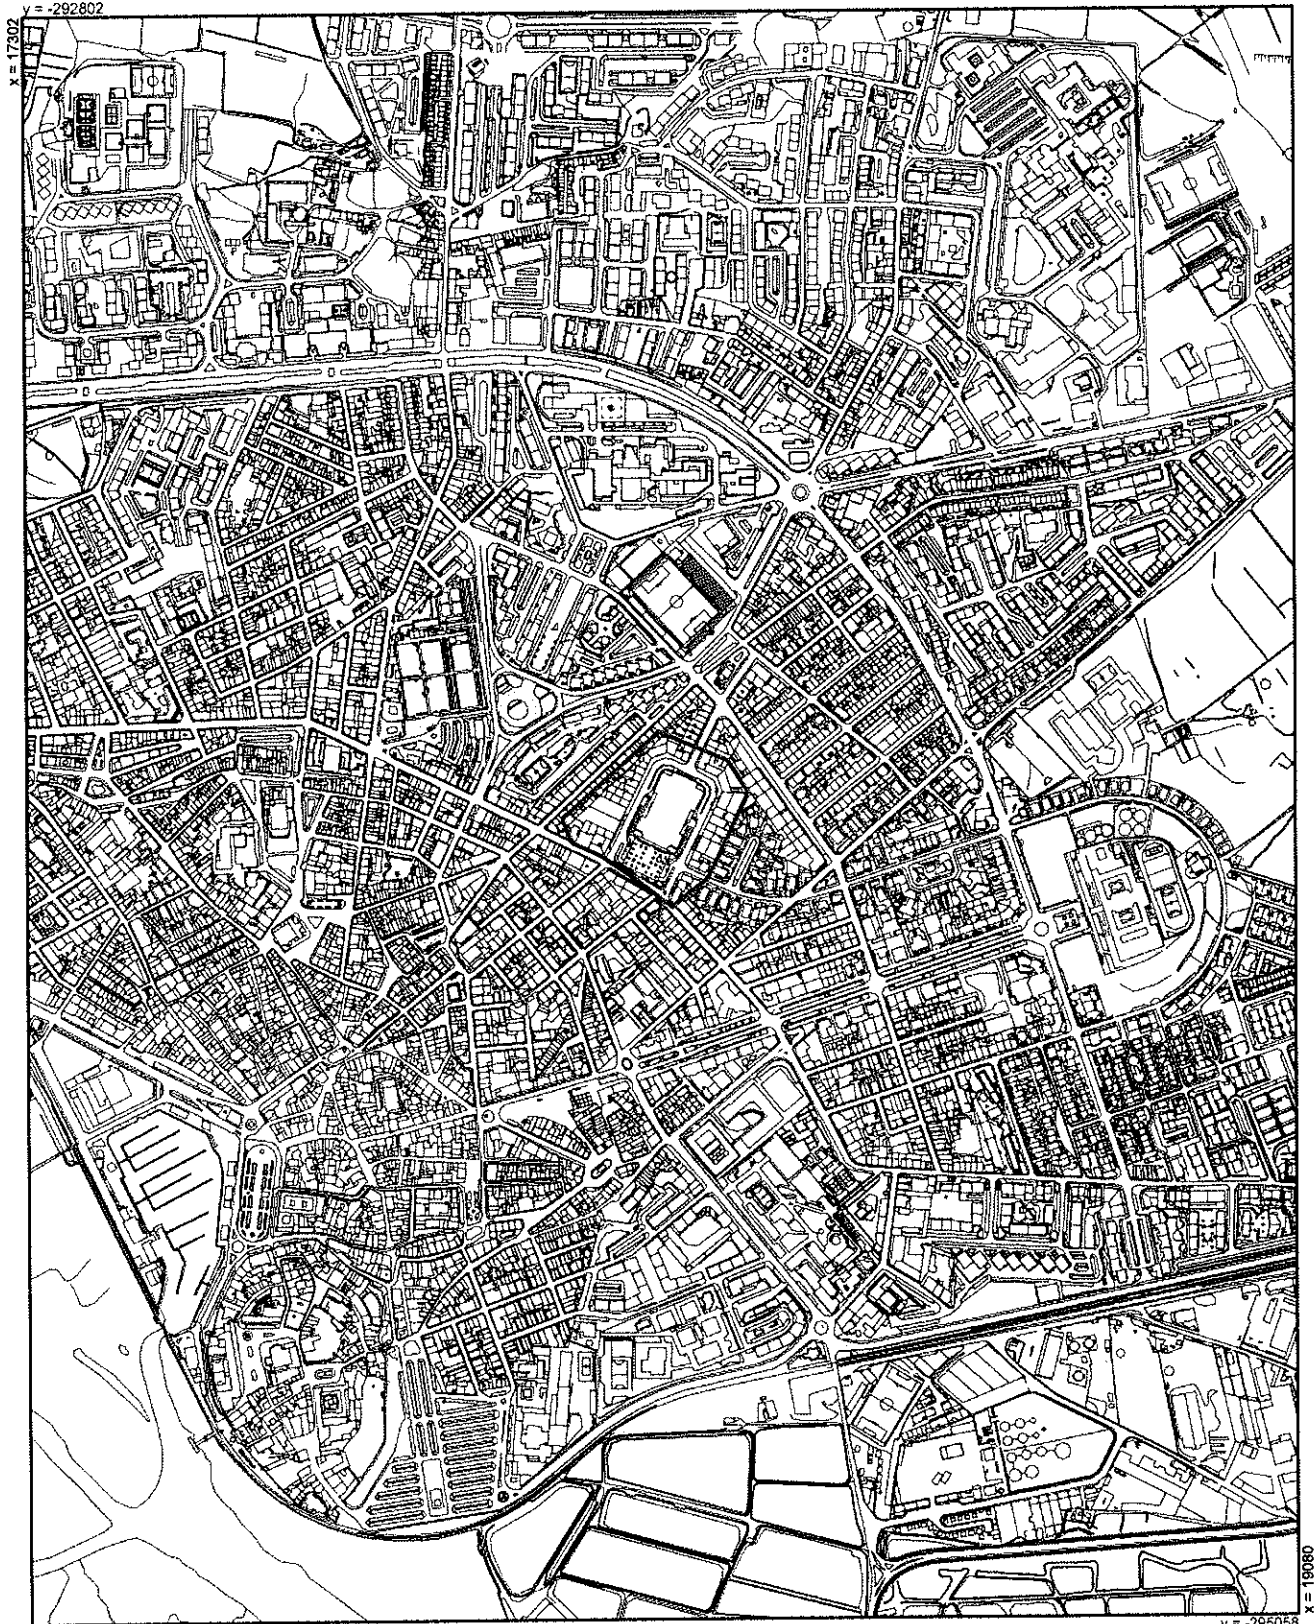 y = -292802
x = 17302
x = 19080
y = -295058